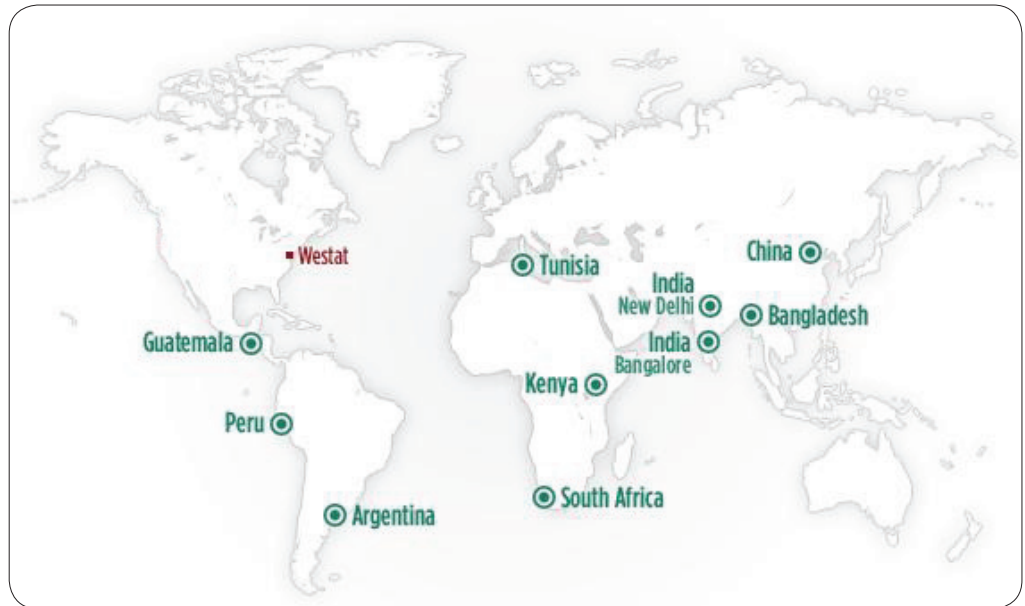 Westat
China
Tunisia
India
New Delhi
Bangladesh
Guatemala
India
Bangalore
Kenya
Peru
South Africa
Argentina